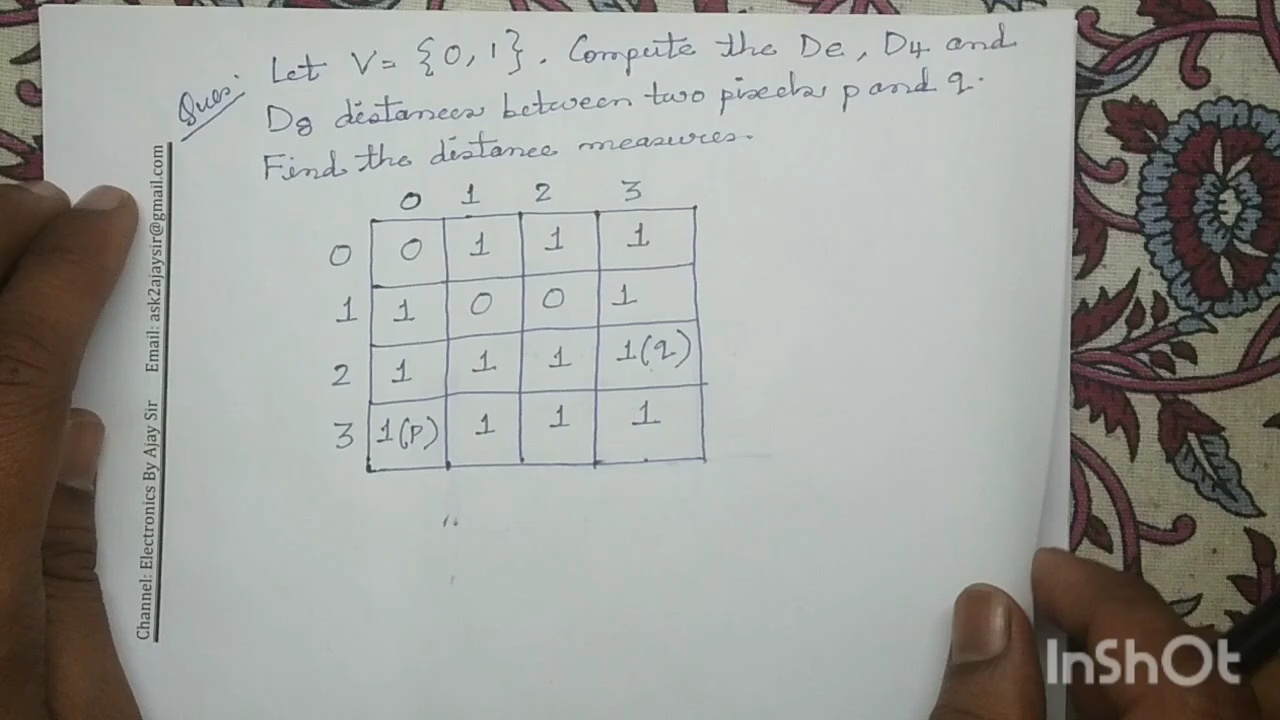 Ques. Let V = {0, 1}. Compute the De, D4 and
D8 distances between two pixels p and q.
Find the distance measures.
0 1 2 3
0 0 1 1 1
1 1 0 0 1
2 1 1 1 1(q)
3 1(p) 1 1 1
Channel: Electronics By Ajay Sir Email: ask2ajaysir@gmail.com
InShOt